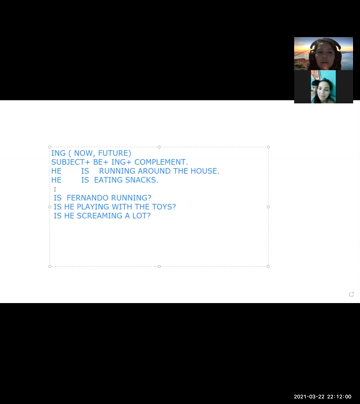 ING ( NOW, FUTURE)
SUBJECT+ BE+ ING+ COMPLEMENT.
HE IS RUNNING AROUND THE HOUSE.
HE IS EATING SNACKS.
IS FERNANDO RUNNING?
IS HE PLAYING WITH THE TOYS?
IS HE SCREAMING A LOT?
2021-03-22 22:12:00